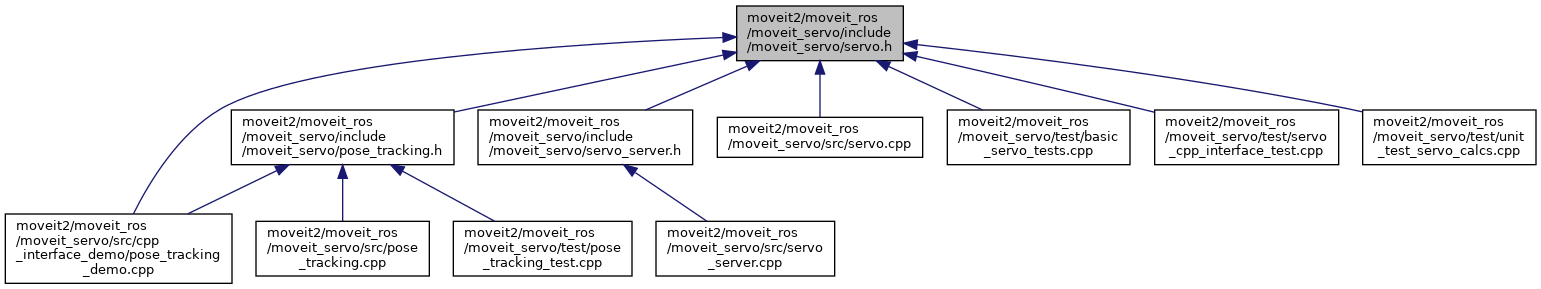 moveit2/moveit_ros
/moveit_servo/include
/moveit_servo/servo.h
moveit2/moveit_ros
/moveit_servo/include
/moveit_servo/pose_tracking.h
moveit2/moveit_ros
/moveit_servo/include
/moveit_servo/servo_server.h
moveit2/moveit_ros
/moveit_servo/src/servo.cpp
moveit2/moveit_ros
/moveit_servo/test/basic
_servo_tests.cpp
moveit2/moveit_ros
/moveit_servo/test/servo
_cpp_interface_test.cpp
moveit2/moveit_ros
/moveit_servo/test/unit
_test_servo_calcs.cpp
moveit2/moveit_ros
/moveit_servo/src/cpp
_interface_demo/pose_tracking
_demo.cpp
moveit2/moveit_ros
/moveit_servo/src/pose
_tracking.cpp
moveit2/moveit_ros
/moveit_servo/test/pose
_tracking_test.cpp
moveit2/moveit_ros
/moveit_servo/src/servo
_server.cpp